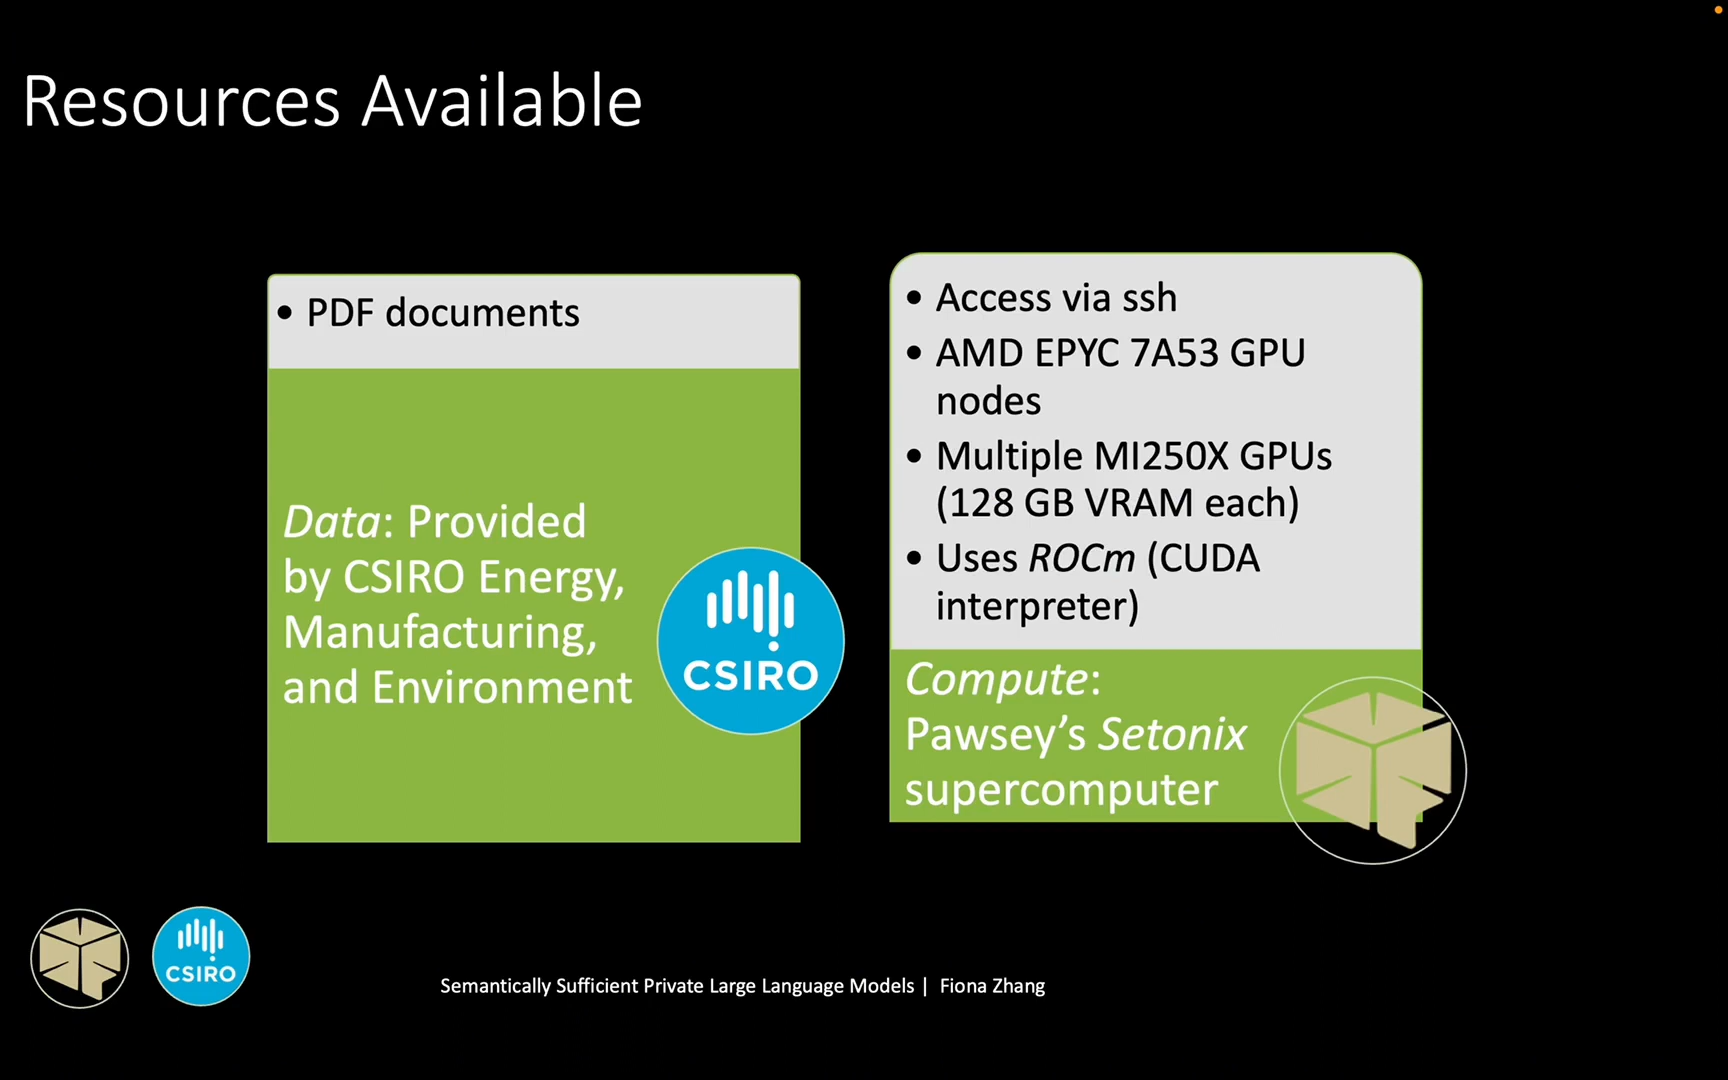 Resources Available
• PDF documents
Data: Provided
by CSIRO Energy,
Manufacturing,
and Environment
CSIRO
• Access via ssh
• AMD EPYC 7A53 GPU
nodes
• Multiple MI250X GPUs
(128 GB VRAM each)
• Uses ROCm (CUDA
interpreter)
Compute:
Pawsey’s Setonix
supercomputer
CSIRO
Semantically Sufficient Private Large Language Models | Fiona Zhang